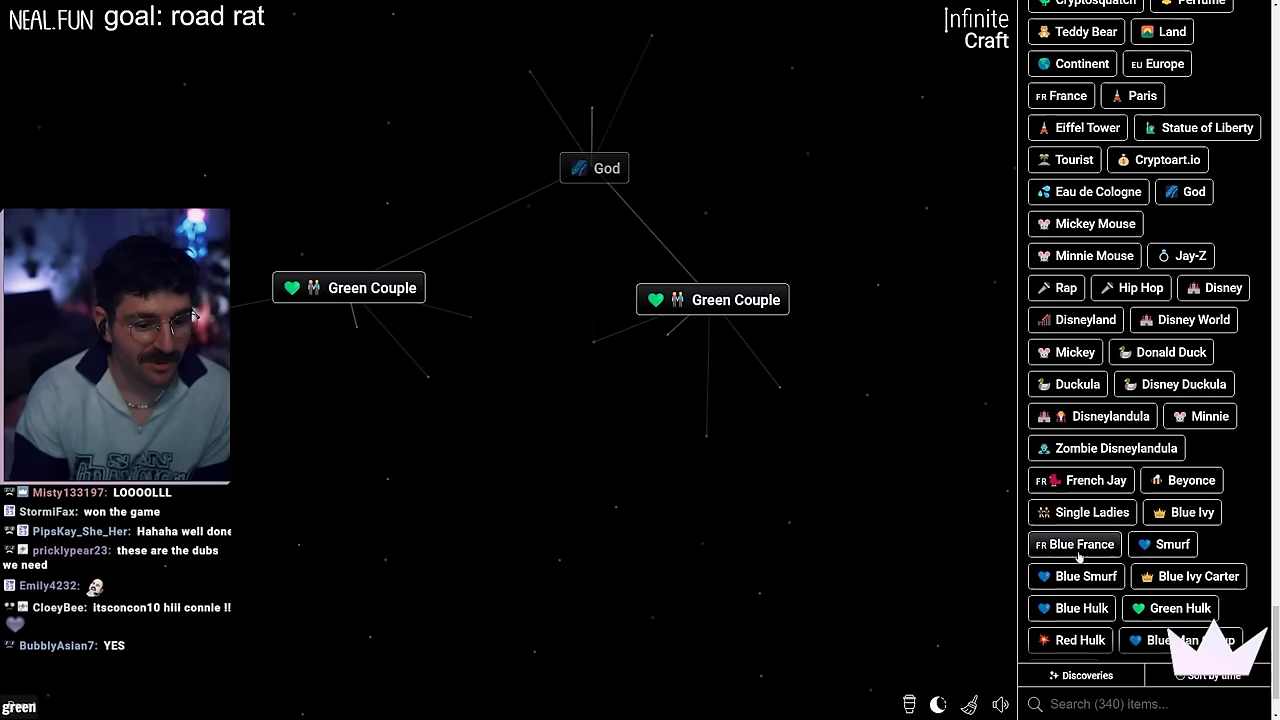 NEAL.FUN goal: road rat
Infinite
Craft
God
Green Couple
Green Couple
Misty133197: LOOOOLLL
StormiFax: won the game
PipsKay_She_Her: Hahaha well done
pricklypear23: these are the dubs
we need
Emily4232:
CloeyBee: itsconcon10 hiii connie !!
BubblyAsian7: YES
green
Cryptosquatch Perfume
Teddy Bear Land
Continent EU Europe
FR France Paris
Eiffel Tower Statue of Liberty
Tourist Cryptoart.io
Eau de Cologne God
Mickey Mouse
Minnie Mouse Jay-Z
Rap Hip Hop Disney
Disneyland Disney World
Mickey Donald Duck
Duckula Disney Duckula
Disneylandula Minnie
Zombie Disneylandula
FR French Jay Beyonce
Single Ladies Blue Ivy
FR Blue France Smurf
Blue Smurf Blue Ivy Carter
Blue Hulk Green Hulk
Red Hulk
Discoveries Sort by time
Search (340) items...